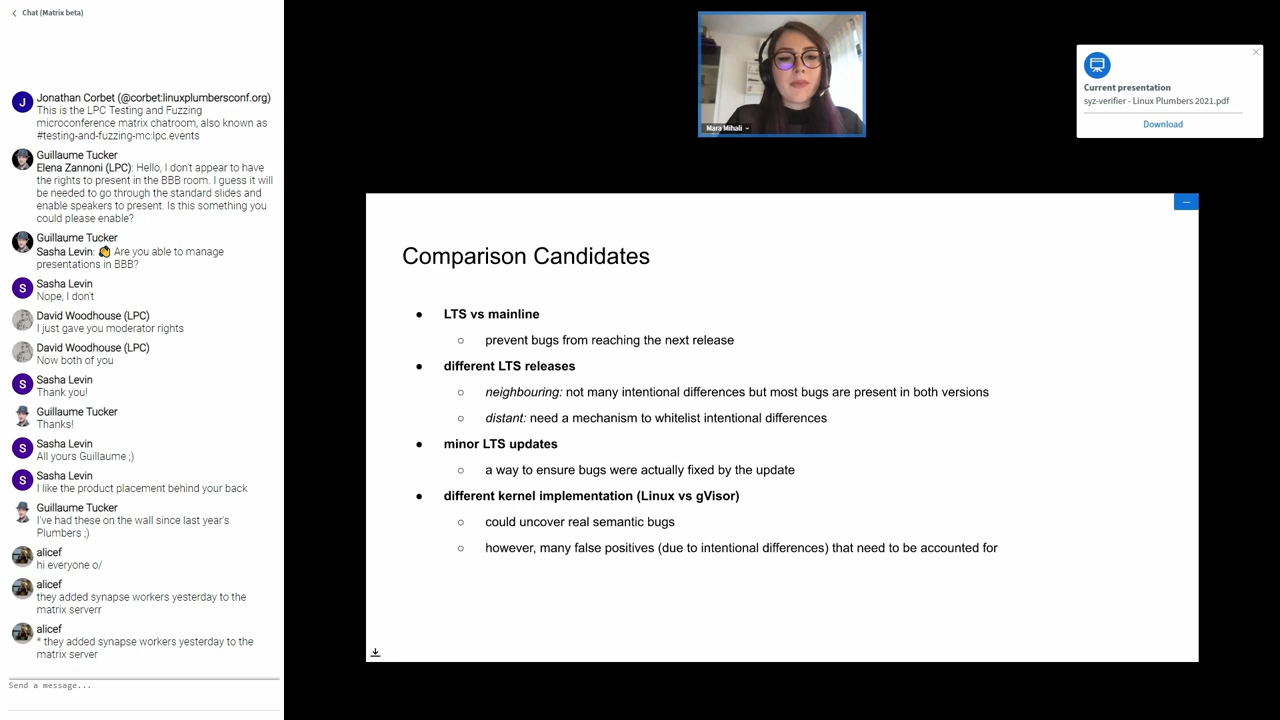 Chat (Matrix beta)
J
Jonathan Corbet (@corbet:linuxplumbersconf.org)
This is the LPC Testing and Fuzzing
microconference matrix chatroom, also known as
#testing-and-fuzzing-mc:lpc.events
Guillaume Tucker
Elena Zannoni (LPC): Hello, I don't appear to have
the rights to present in the BBB room. I guess it will
be needed to go through the standard slides and
enable speakers to present. Is this something you
could please enable?
Guillaume Tucker
Sasha Levin: 👏 Are you able to manage
presentations in BBB?
S
Sasha Levin
Nope, I don't
David Woodhouse (LPC)
I just gave you moderator rights
David Woodhouse (LPC)
Now both of you
S
Sasha Levin
Thank you!
Guillaume Tucker
Thanks!
S
Sasha Levin
All yours Guillaume ;)
S
Sasha Levin
I like the product placement behind your back
Guillaume Tucker
I've had these on the wall since last year's
Plumbers ;)
alicef
hi everyone o/
alicef
they added synapse workers yesterday to the
matrix serverr
alicef
* they added synapse workers yesterday to the
matrix server
Send a message...
Mara Mihali
Current presentation
syz-verifier - Linux Plumbers 2021.pdf
Download
Comparison Candidates
● LTS vs mainline
○ prevent bugs from reaching the next release
● different LTS releases
○ neighbouring: not many intentional differences but most bugs are present in both versions
○ distant: need a mechanism to whitelist intentional differences
● minor LTS updates
○ a way to ensure bugs were actually fixed by the update
● different kernel implementation (Linux vs gVisor)
○ could uncover real semantic bugs
○ however, many false positives (due to intentional differences) that need to be accounted for